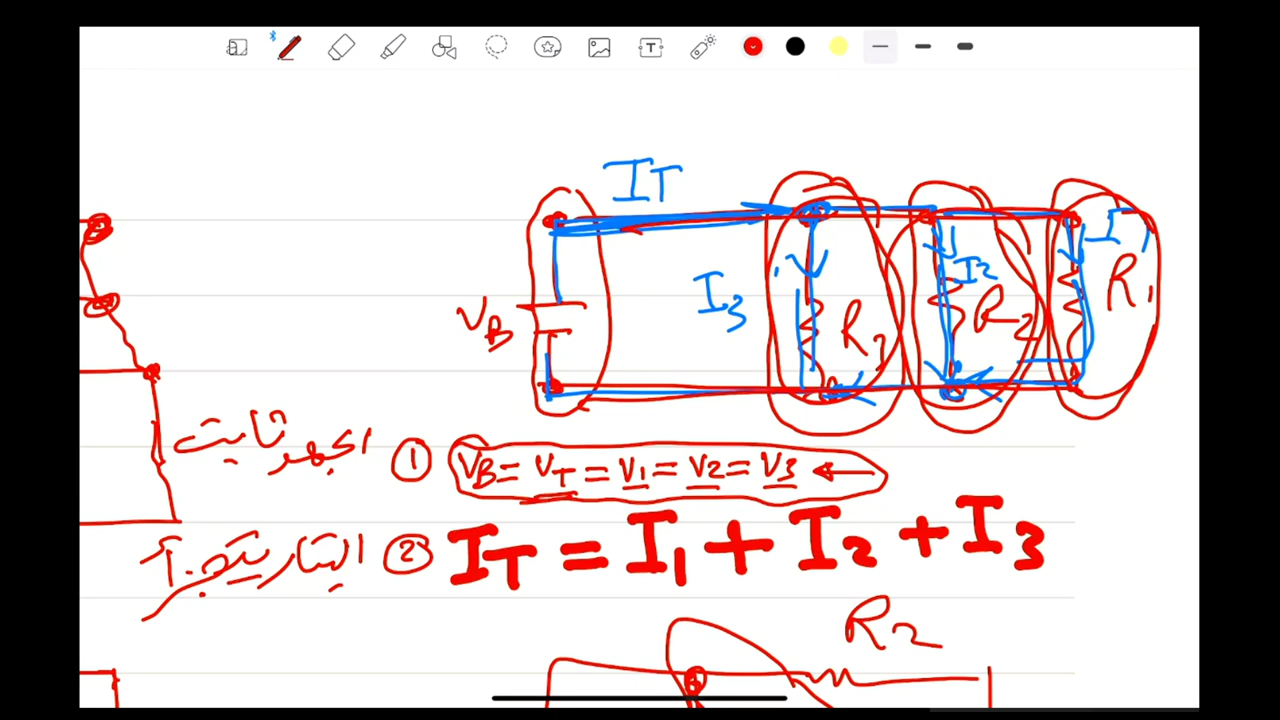 IT
I1
I2
I3
R1
R2
R3
VB
الجهد ثابت ① VB = VT = V1 = V2 = V3 ←
② التيار يتجزأ IT = I1 + I2 + I3
R2